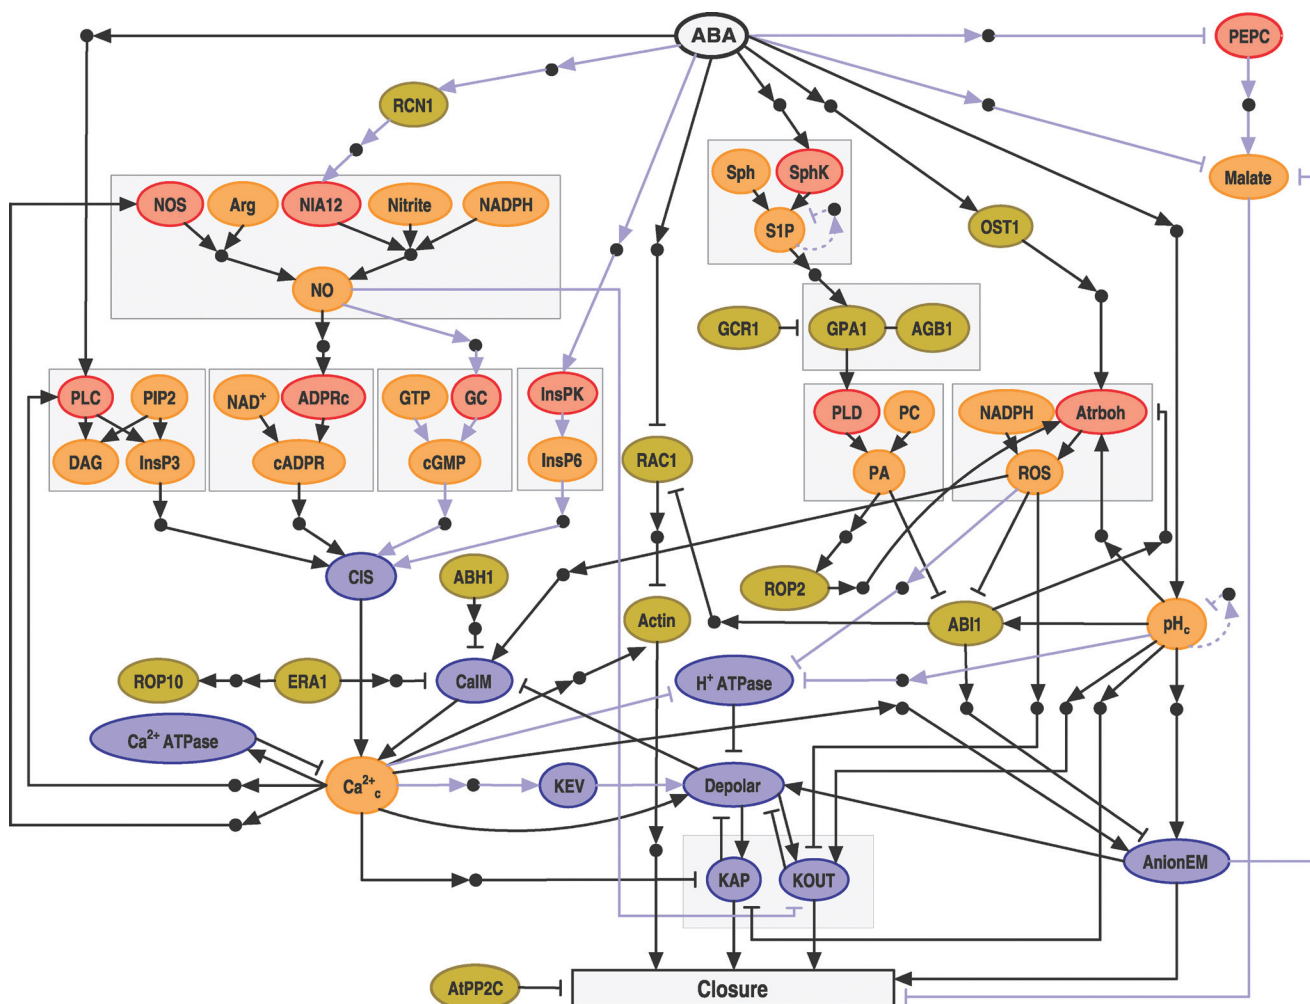 ABA
PEPC
RCN1
Sph
SphK
Malate
NOS
Arg
NIA12
Nitrite
NADPH
S1P
OST1
NO
GCR1
GPA1
AGB1
PLC
PIP2
NAD+
ADPRc
GTP
GC
InsPK
PLD
PC
NADPH
Atrboh
DAG
InsP3
cADPR
cGMP
InsP6
RAC1
PA
ROS
CIS
ABH1
ROP2
Actin
ABI1
pHc
ROP10
ERA1
CaIM
H+ ATPase
Ca2+ ATPase
Ca2+c
KEV
Depolar
KAP
KOUT
AnionEM
AtPP2C
Closure